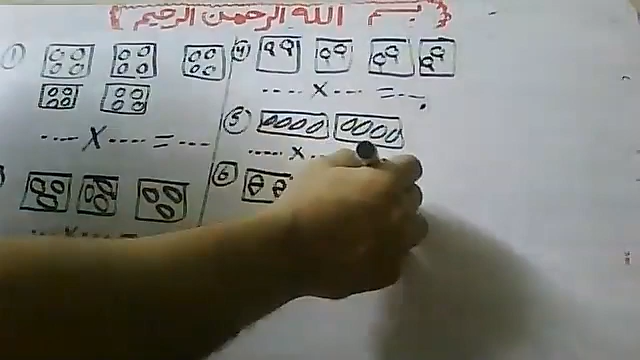 بسم الله الرحمن الرحيم
1
.... X .... = ....
4
.... X .... = ....
5
.... X ..
6